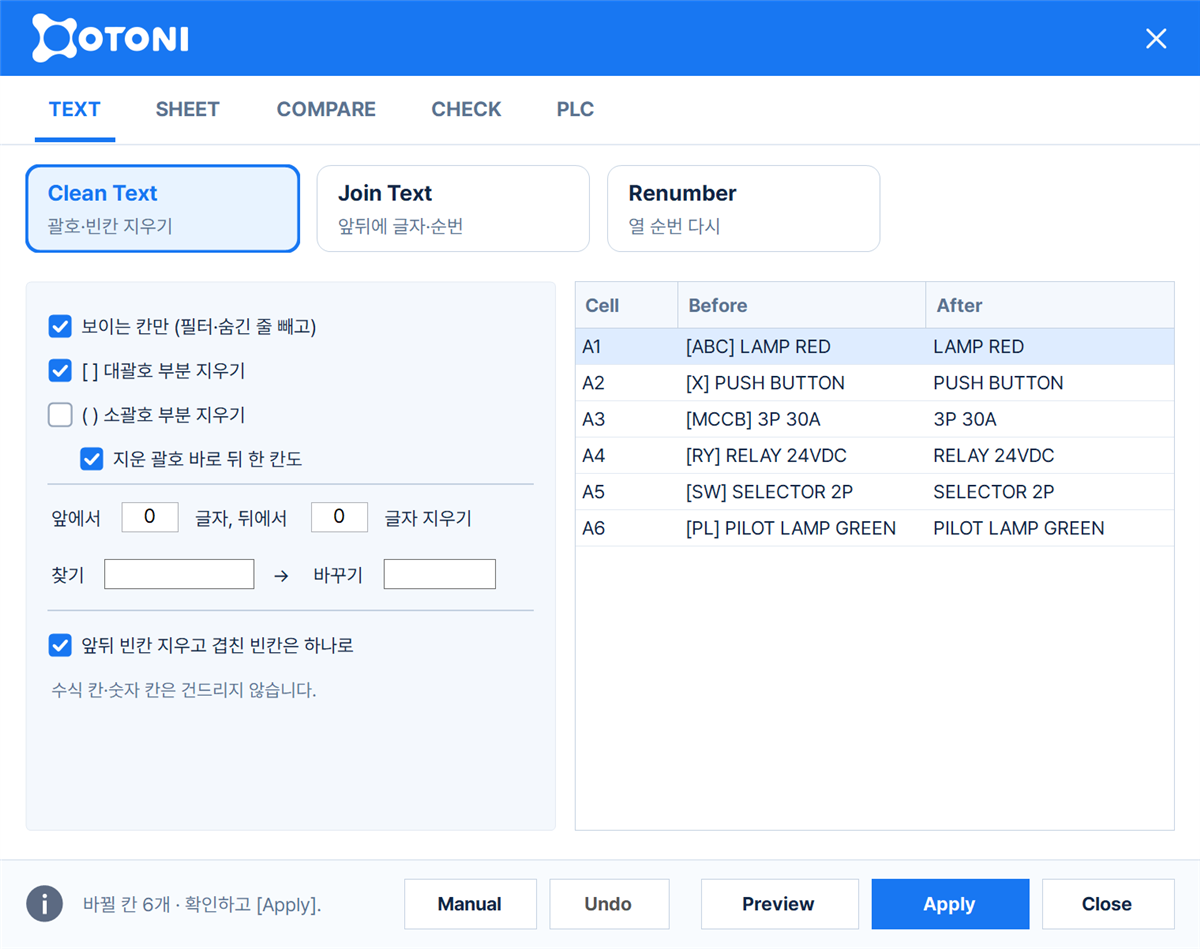 OTONI
TEXT SHEET COMPARE CHECK PLC
Clean Text
괄호·빈칸 지우기
Join Text
앞뒤에 글자·순번
Renumber
열 순번 다시
보이는 칸만 (필터·숨긴 줄 빼고)
[ ] 대괄호 부분 지우기
( ) 소괄호 부분 지우기
지운 괄호 바로 뒤 한 칸도
앞에서 0 글자, 뒤에서 0 글자 지우기
찾기 → 바꾸기
앞뒤 빈칸 지우고 겹친 빈칸은 하나로
수식 칸·숫자 칸은 건드리지 않습니다.
Cell Before After
A1 [ABC] LAMP RED LAMP RED
A2 [X] PUSH BUTTON PUSH BUTTON
A3 [MCCB] 3P 30A 3P 30A
A4 [RY] RELAY 24VDC RELAY 24VDC
A5 [SW] SELECTOR 2P SELECTOR 2P
A6 [PL] PILOT LAMP GREEN PILOT LAMP GREEN
바뀔 칸 6개 · 확인하고 [Apply].
Manual Undo Preview Apply Close